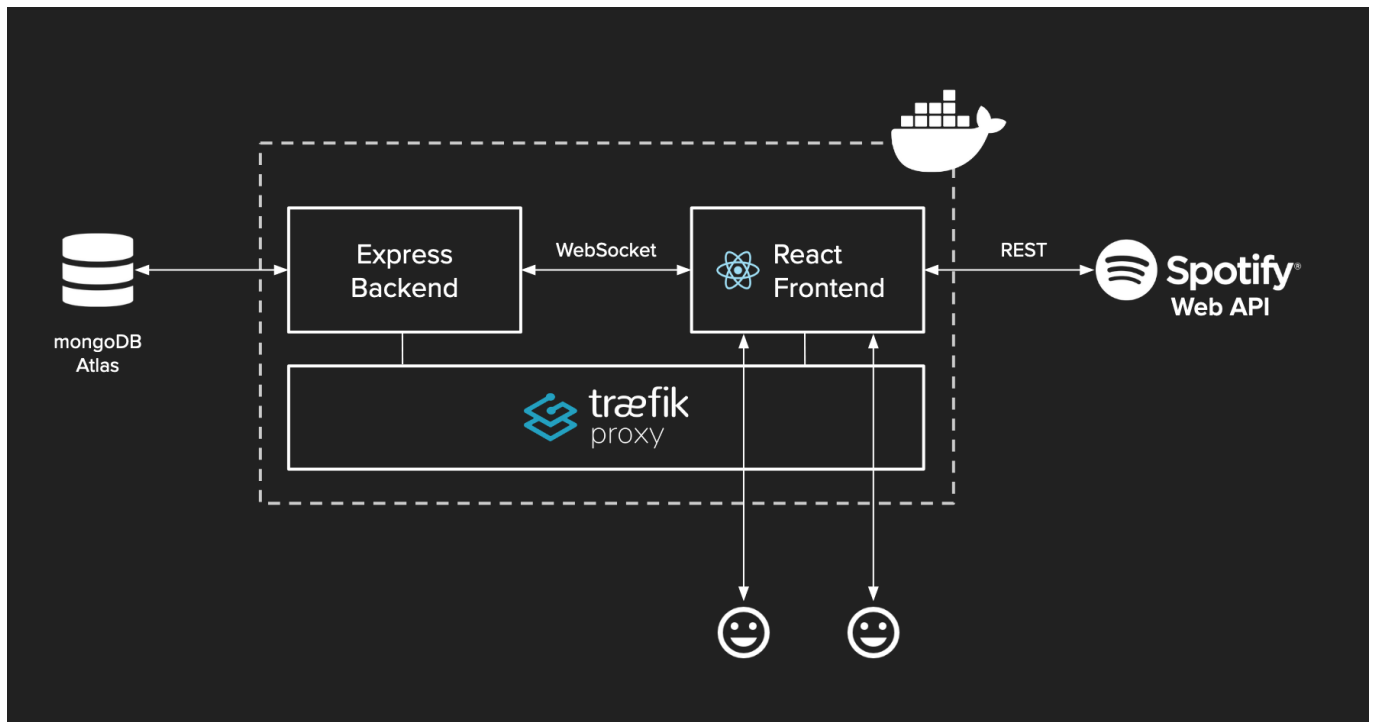 Express
Backend
WebSocket
React
Frontend
REST
Spotify®
Web API
mongoDB
Atlas
træfik
proxy